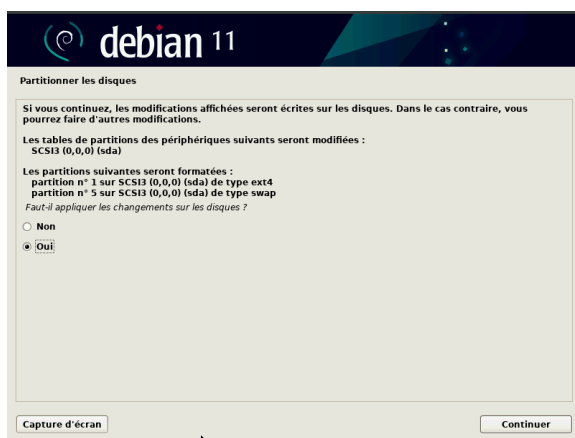 debian 11
Partitionner les disques
Si vous continuez, les modifications affichées seront écrites sur les disques. Dans le cas contraire, vous
pourrez faire d'autres modifications.
Les tables de partitions des périphériques suivants seront modifiées :
SCSI3 (0,0,0) (sda)
Les partitions suivantes seront formatées :
partition n° 1 sur SCSI3 (0,0,0) (sda) de type ext4
partition n° 5 sur SCSI3 (0,0,0) (sda) de type swap
Faut-il appliquer les changements sur les disques ?
Non
Oui
Capture d'écran
Continuer